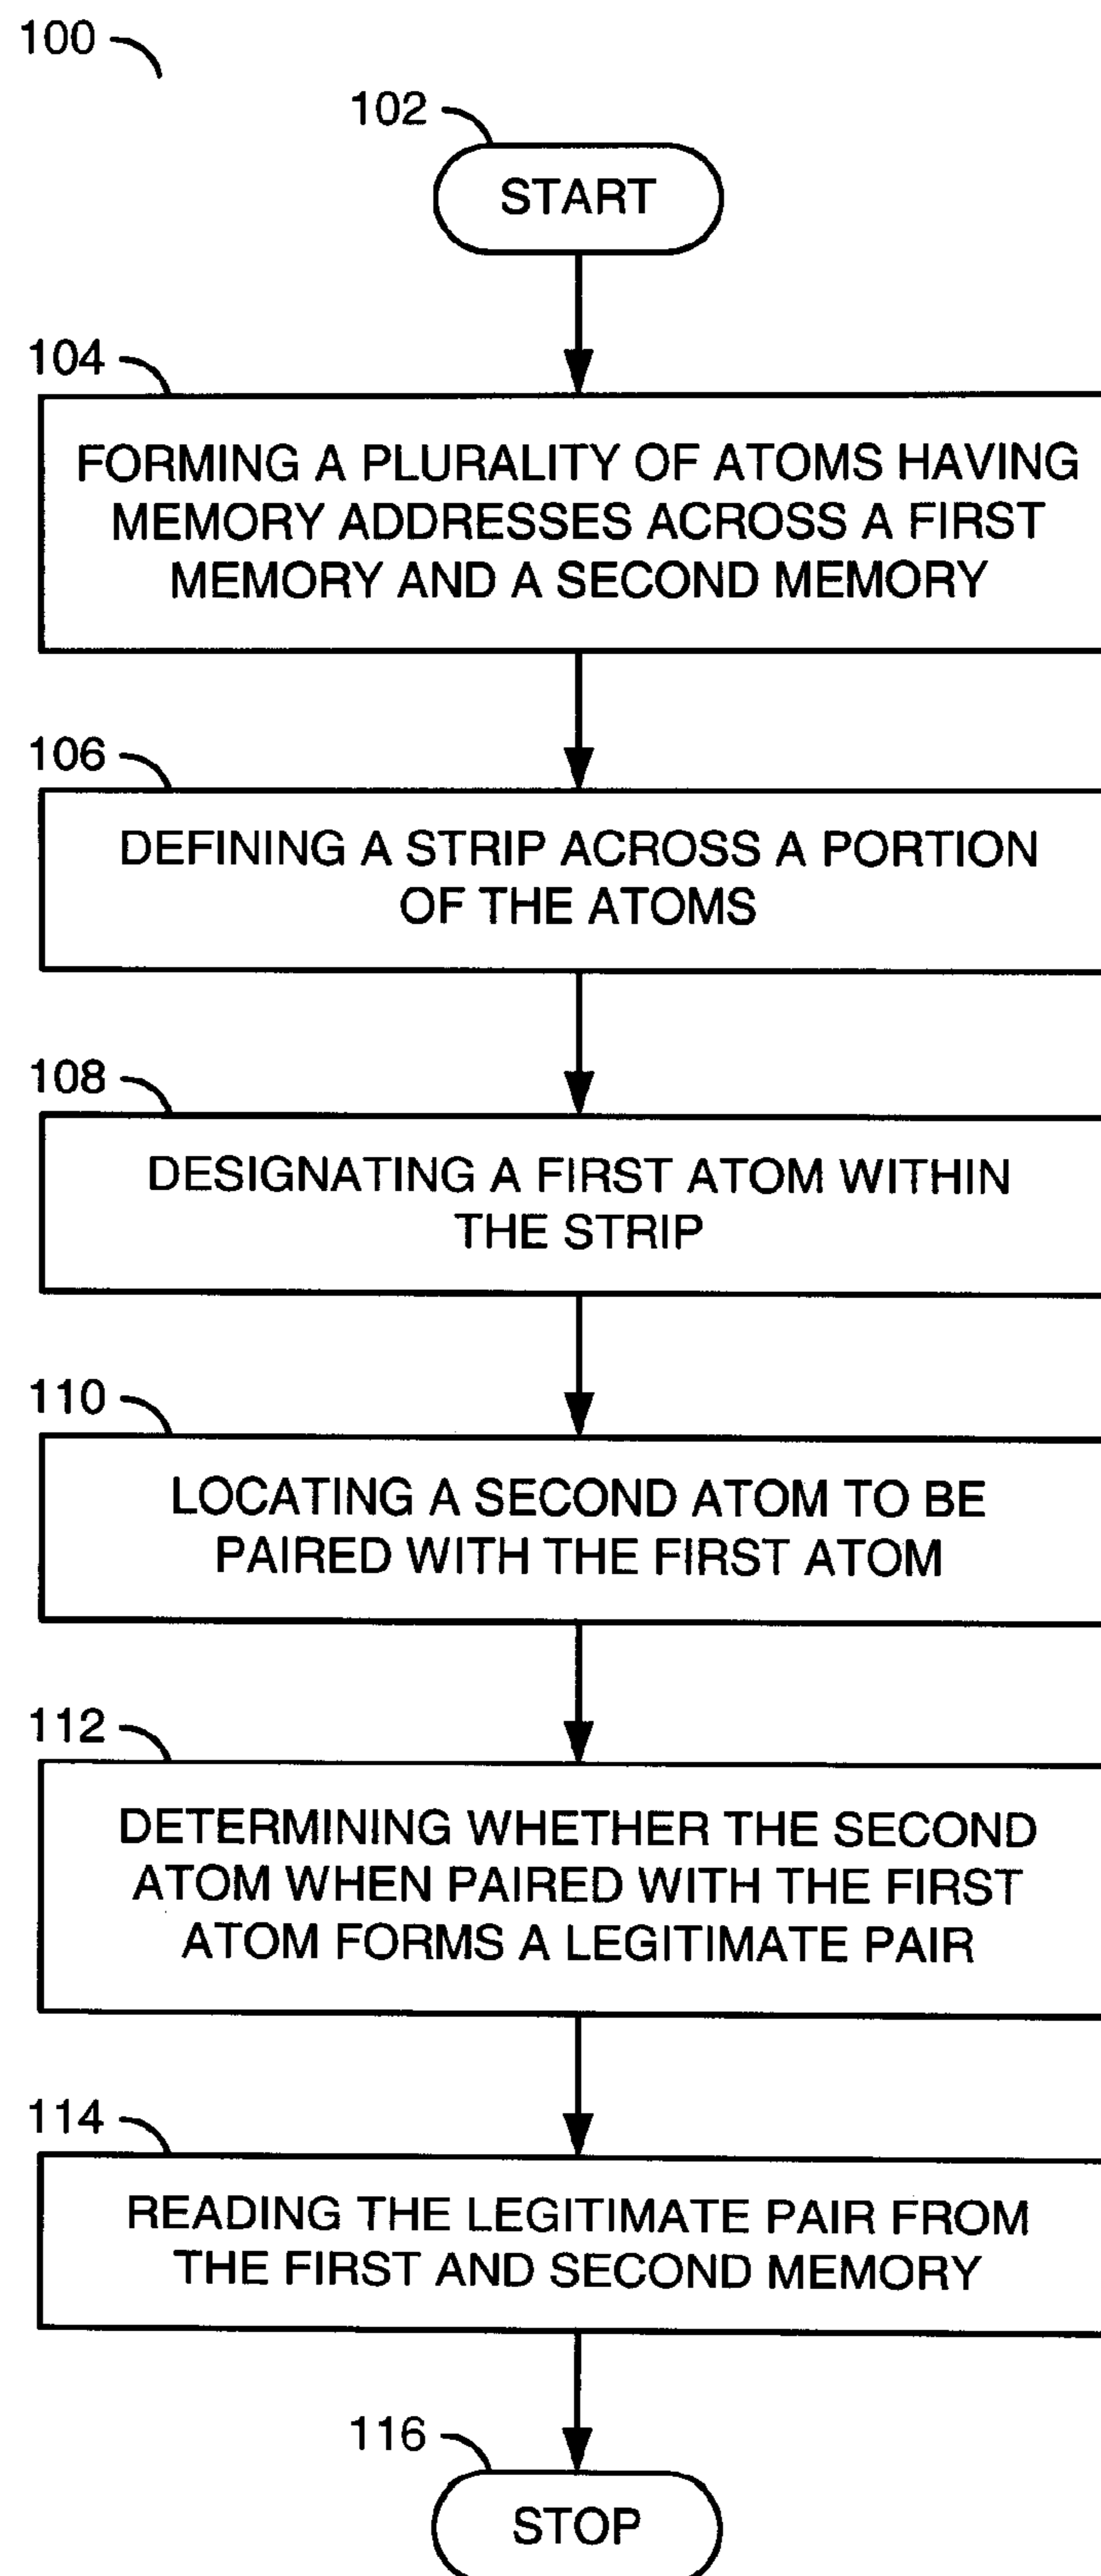 100
102
START
104
FORMING A PLURALITY OF ATOMS HAVING
MEMORY ADDRESSES ACROSS A FIRST
MEMORY AND A SECOND MEMORY
106
DEFINING A STRIP ACROSS A PORTION
OF THE ATOMS
108
DESIGNATING A FIRST ATOM WITHIN
THE STRIP
110
LOCATING A SECOND ATOM TO BE
PAIRED WITH THE FIRST ATOM
112
DETERMINING WHETHER THE SECOND
ATOM WHEN PAIRED WITH THE FIRST
ATOM FORMS A LEGITIMATE PAIR
114
READING THE LEGITIMATE PAIR FROM
THE FIRST AND SECOND MEMORY
116
STOP